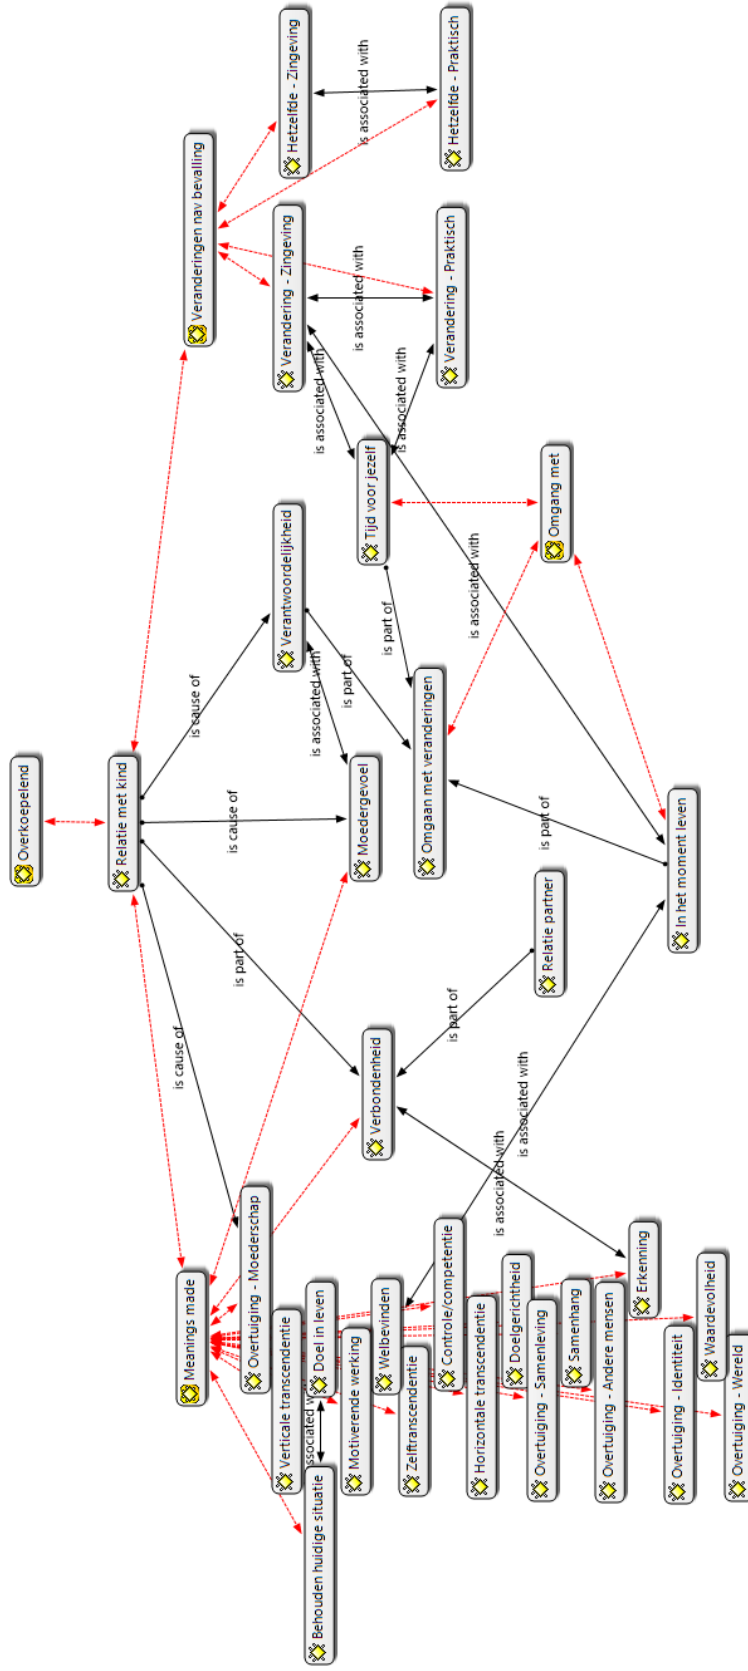 Overkoepelend
Relatie met kind
Meanings made
Veranderingen nav bevalling
is cause of
is cause of
is cause of
is part of
Overtuiging - Moederschap
Verticale transcendentie
Verantwoordelijkheid
Verandering - Zingeving
Hetzelfde - Zingeving
ssociated w
is associated with
is associated with
Behouden huidige situatie
Doel in leven
is part of
Motiverende werking
Moedergevoel
is associated with
is associated with
Welbevinden
Verbondenheid
is part of
Tijd voor jezelf
is associated with
Zelftranscendentie
Omgaan met veranderingen
Controle/competentie
is part of
Verandering - Praktisch
Hetzelfde - Praktisch
Horizontale transcendentie
is associated with
is associated with
Doelgerichtheid
is associated with
Overtuiging - Samenleving
Relatie partner
is part of
Omgang met
Samenhang
Overtuiging - Andere mensen
Erkenning
Overtuiging - Identiteit
In het moment leven
Waardevolheid
Overtuiging - Wereld